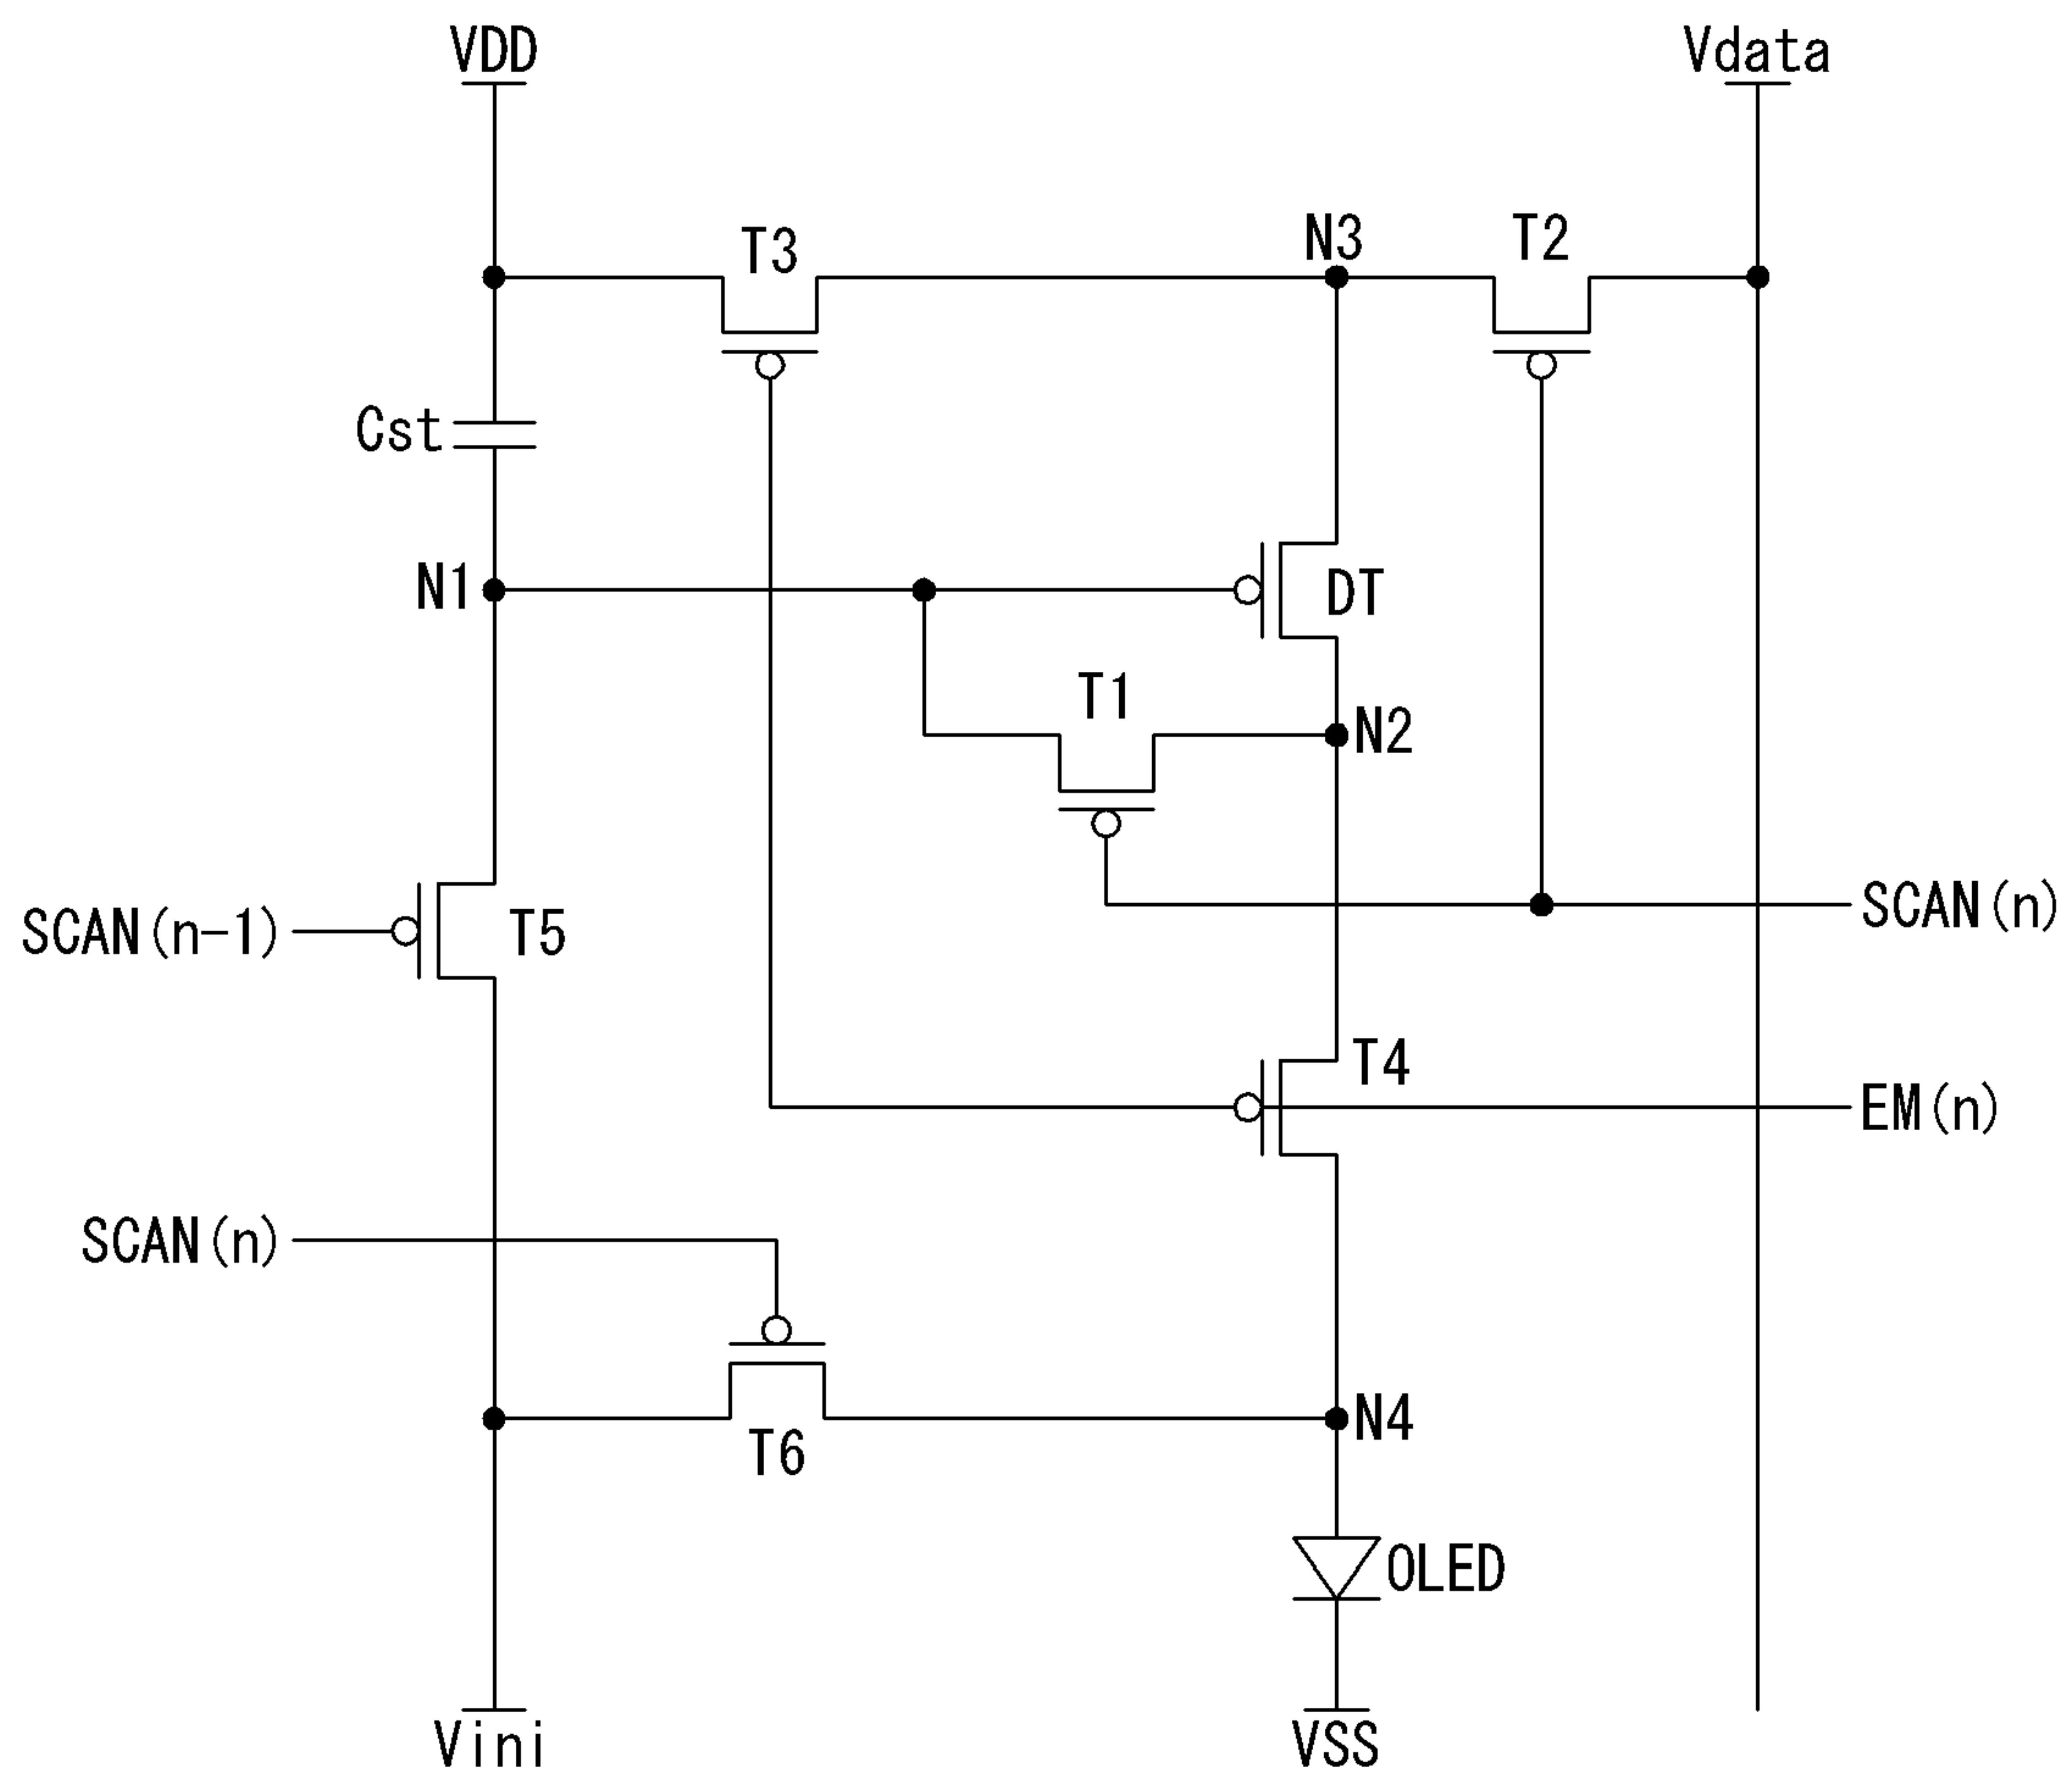 VDD
Vdata
T3
N3
T2
Cst
N1
DT
T1
N2
SCAN(n-1)
T5
SCAN(n)
T4
EM(n)
SCAN(n)
T6
N4
OLED
Vini
VSS